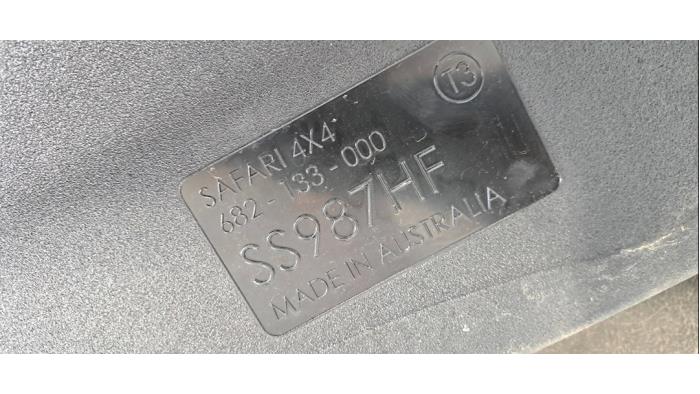 T3
SAFARI 4X4
682-133-000
SS987HF
MADE IN AUSTRALIA